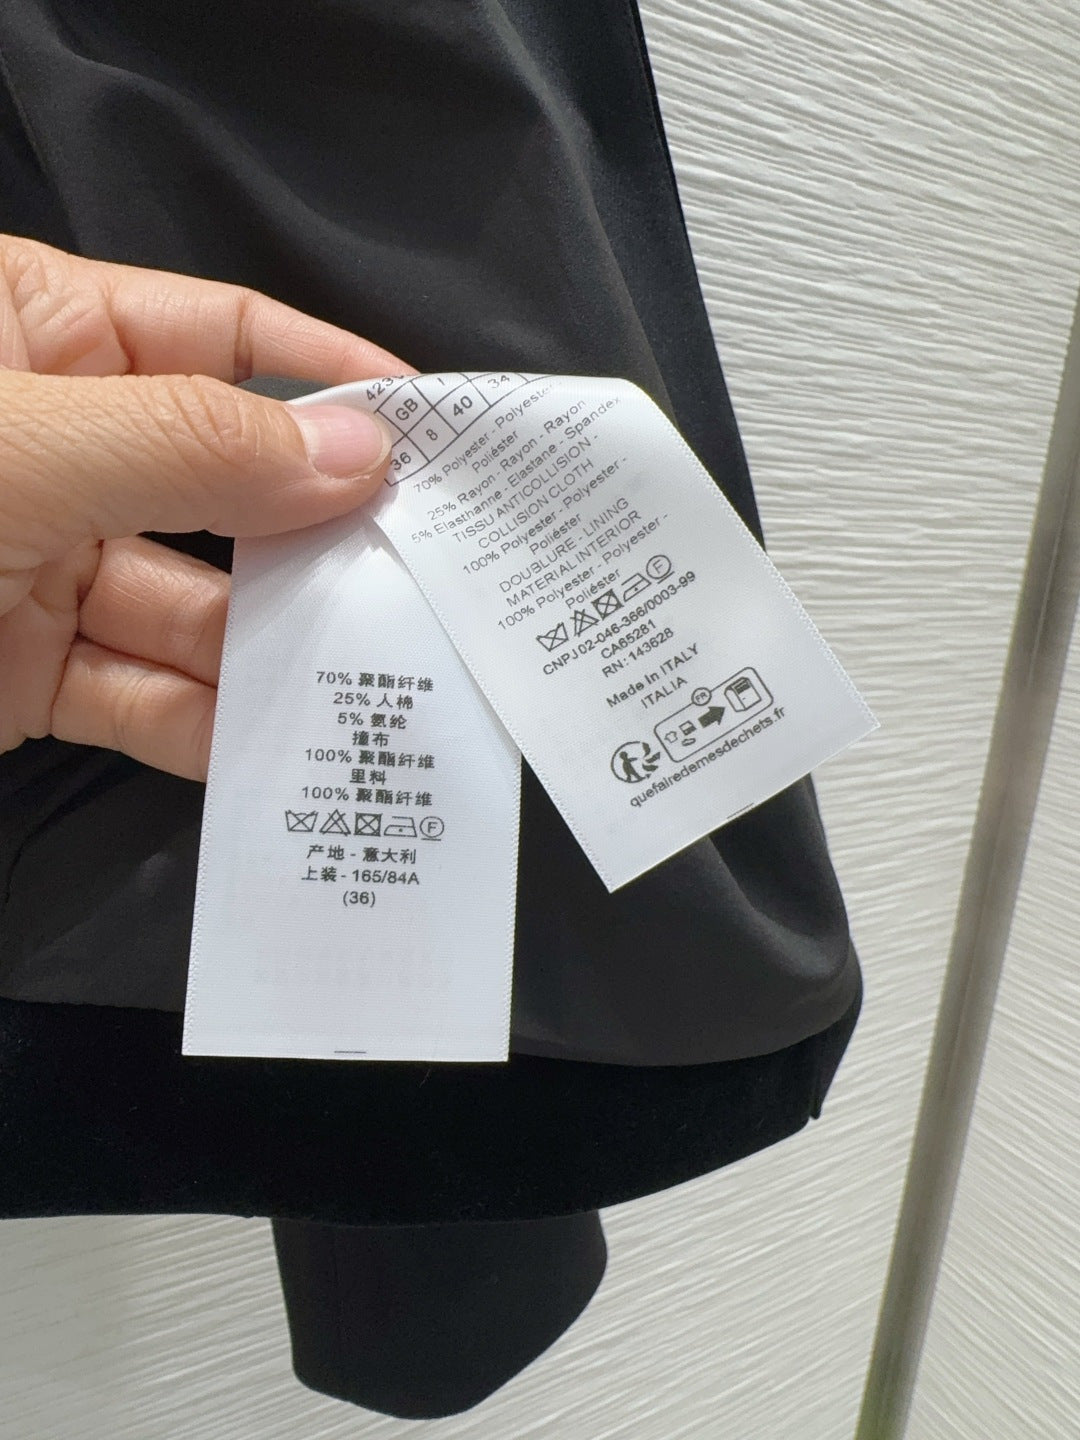 70% 聚酯纤维
25% 人棉
5% 氨纶
撞布
100% 聚酯纤维
里料
100% 聚酯纤维
F
产地 - 意大利
上装 - 165/84A
(36)
GB I 34
36 8 40
70% Polyester - Polyester
Poliéster
25% Rayon - Rayon - Rayon
5% Elasthanne - Elastane - Spandex
TISSU ANTICOLLISION -
COLLISION CLOTH
100% Polyester - Polyester -
Poliéster
DOUBLURE - LINING
MATERIAL INTERIOR
100% Polyester - Polyester -
Poliéster
F
CNPJ 02-046-366/0003-99
CA65281
RN: 143628
Made In ITALY
ITALIA
FR
quefairedemesdechets.fr